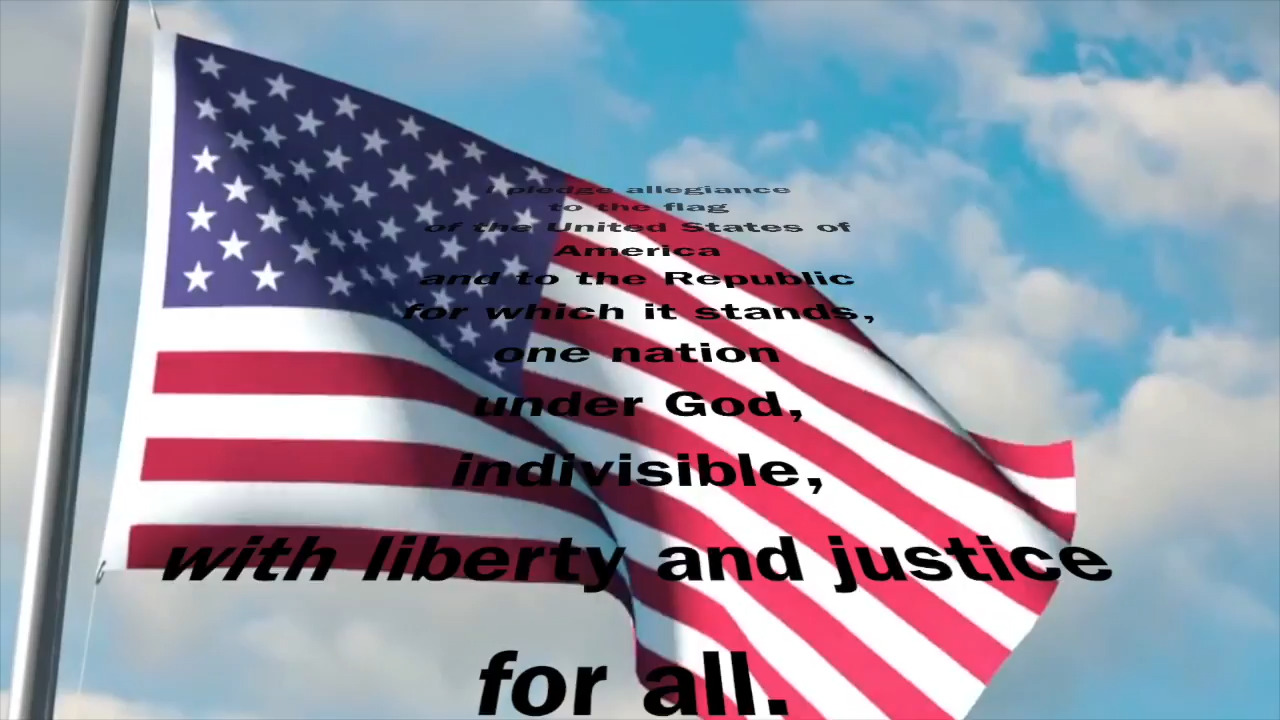 I pledge allegiance
to the flag
of the United States of
America
and to the Republic
for which it stands,
one nation
under God,
indivisible,
with liberty and justice
for all.